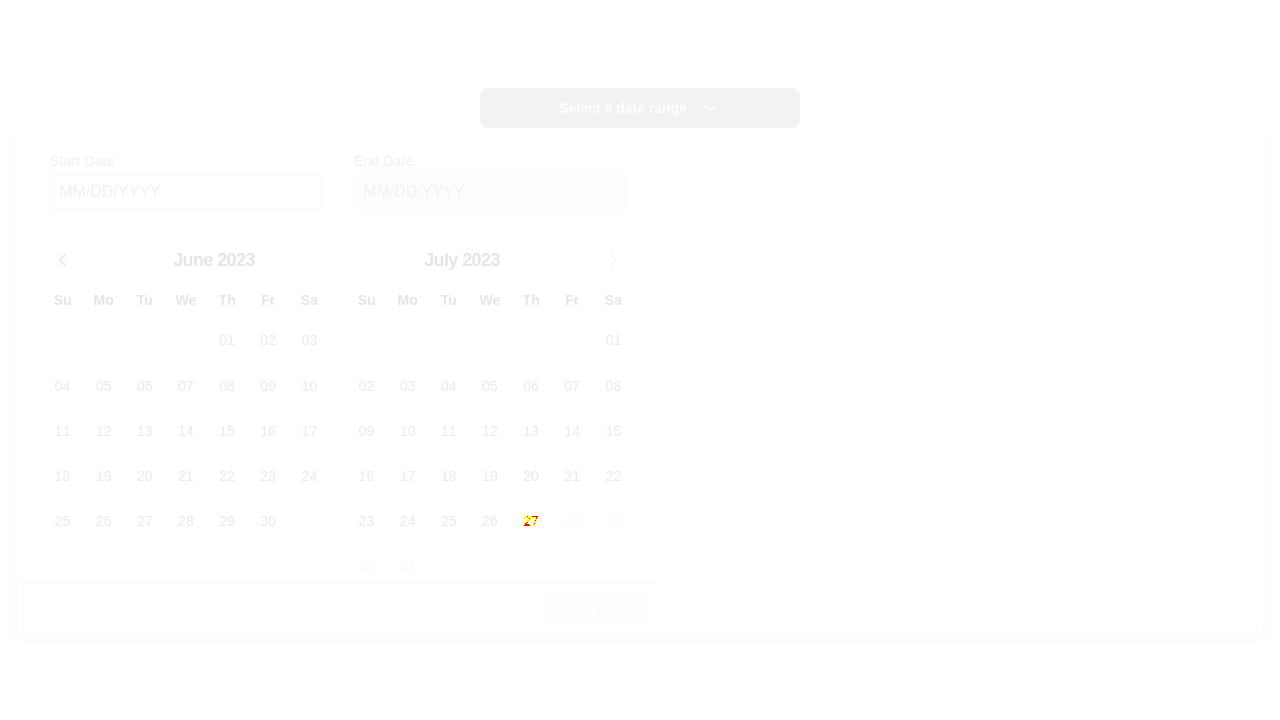 Select a date range
Start Date End Date
MM/DD/YYYY MM/DD/YYYY
June 2023 July 2023
Su Mo Tu We Th Fr Sa Su Mo Tu We Th Fr Sa
01 02 03 01
04 05 06 07 08 09 10 02 03 04 05 06 07 08
11 12 13 14 15 16 17 09 10 11 12 13 14 15
18 19 20 21 22 23 24 16 17 18 19 20 21 22
25 26 27 28 29 30 23 24 25 26 27 28 29
30 31